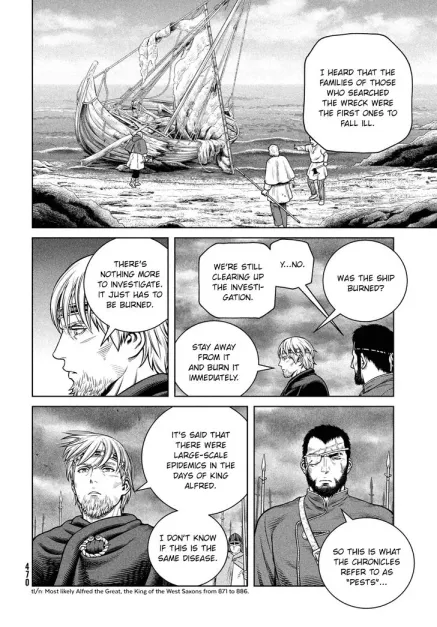 I HEARD THAT THE
FAMILIES OF THOSE
WHO SEARCHED
THE WRECK WERE
THE FIRST ONES TO
FALL ILL.
WAS THE SHIP
BURNED?
Y...NO.
WE'RE STILL
CLEARING UP
THE INVESTI-
GATION.
STAY AWAY
FROM IT
AND BURN IT
IMMEDIATELY.
THERE'S
NOTHING MORE
TO INVESTIGATE.
IT JUST HAS TO
BE BURNED.
SO THIS IS WHAT
THE CHRONICLES
REFER TO AS
"PESTS"...
IT'S SAID THAT
THERE WERE
LARGE-SCALE
EPIDEMICS IN THE
DAYS OF KING
ALFRED.
I DON'T KNOW
IF THIS IS THE
SAME DISEASE.
470
tl/n: Most likely Alfred the Great, the King of the West Saxons from 871 to 886.